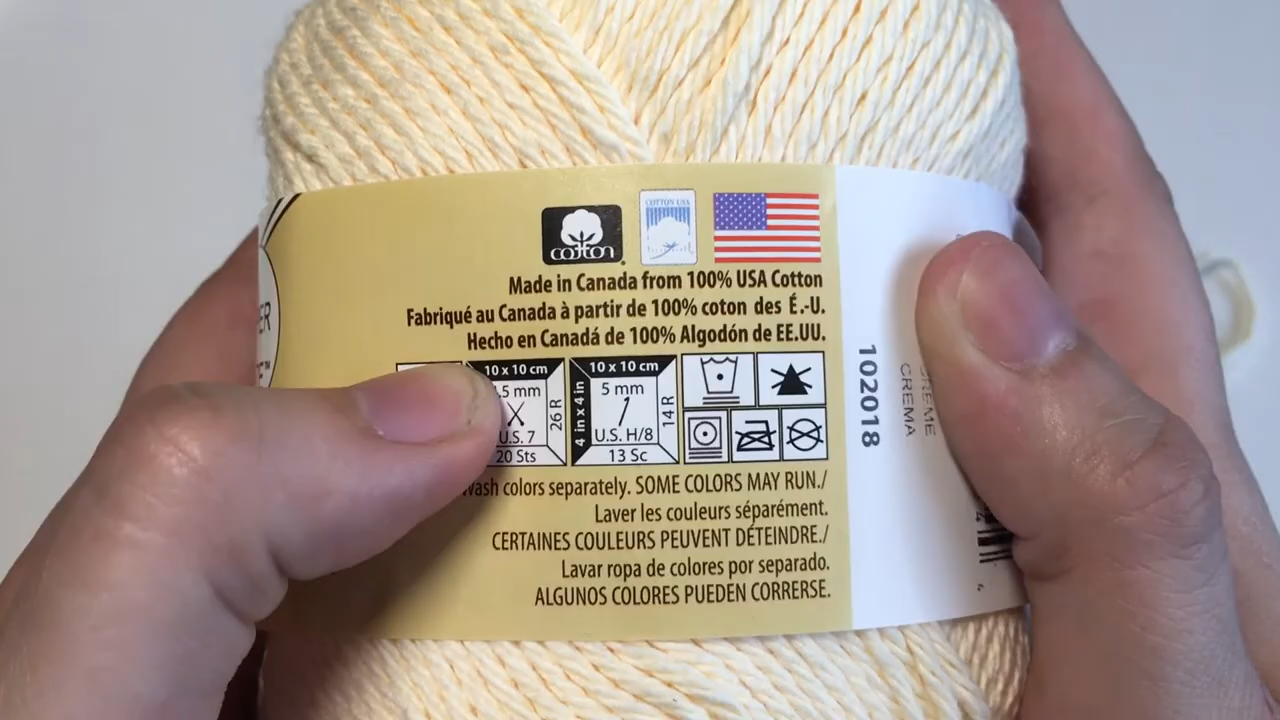 cotton
COTTON USA
Made in Canada from 100% USA Cotton
Fabriqué au Canada à partir de 100% coton des É.-U.
Hecho en Canadá de 100% Algodón de EE.UU.
10 x 10 cm
.5 mm
U.S. 7
26 R
20 Sts
10 x 10 cm
4 in x 4 in
5 mm
U.S. H/8
14 R
13 Sc
Wash colors separately. SOME COLORS MAY RUN./
Laver les couleurs séparément.
CERTAINES COULEURS PEUVENT DÉTEINDRE./
Lavar ropa de colores por separado.
ALGUNOS COLORES PUEDEN CORRERSE.
102018
CREMA